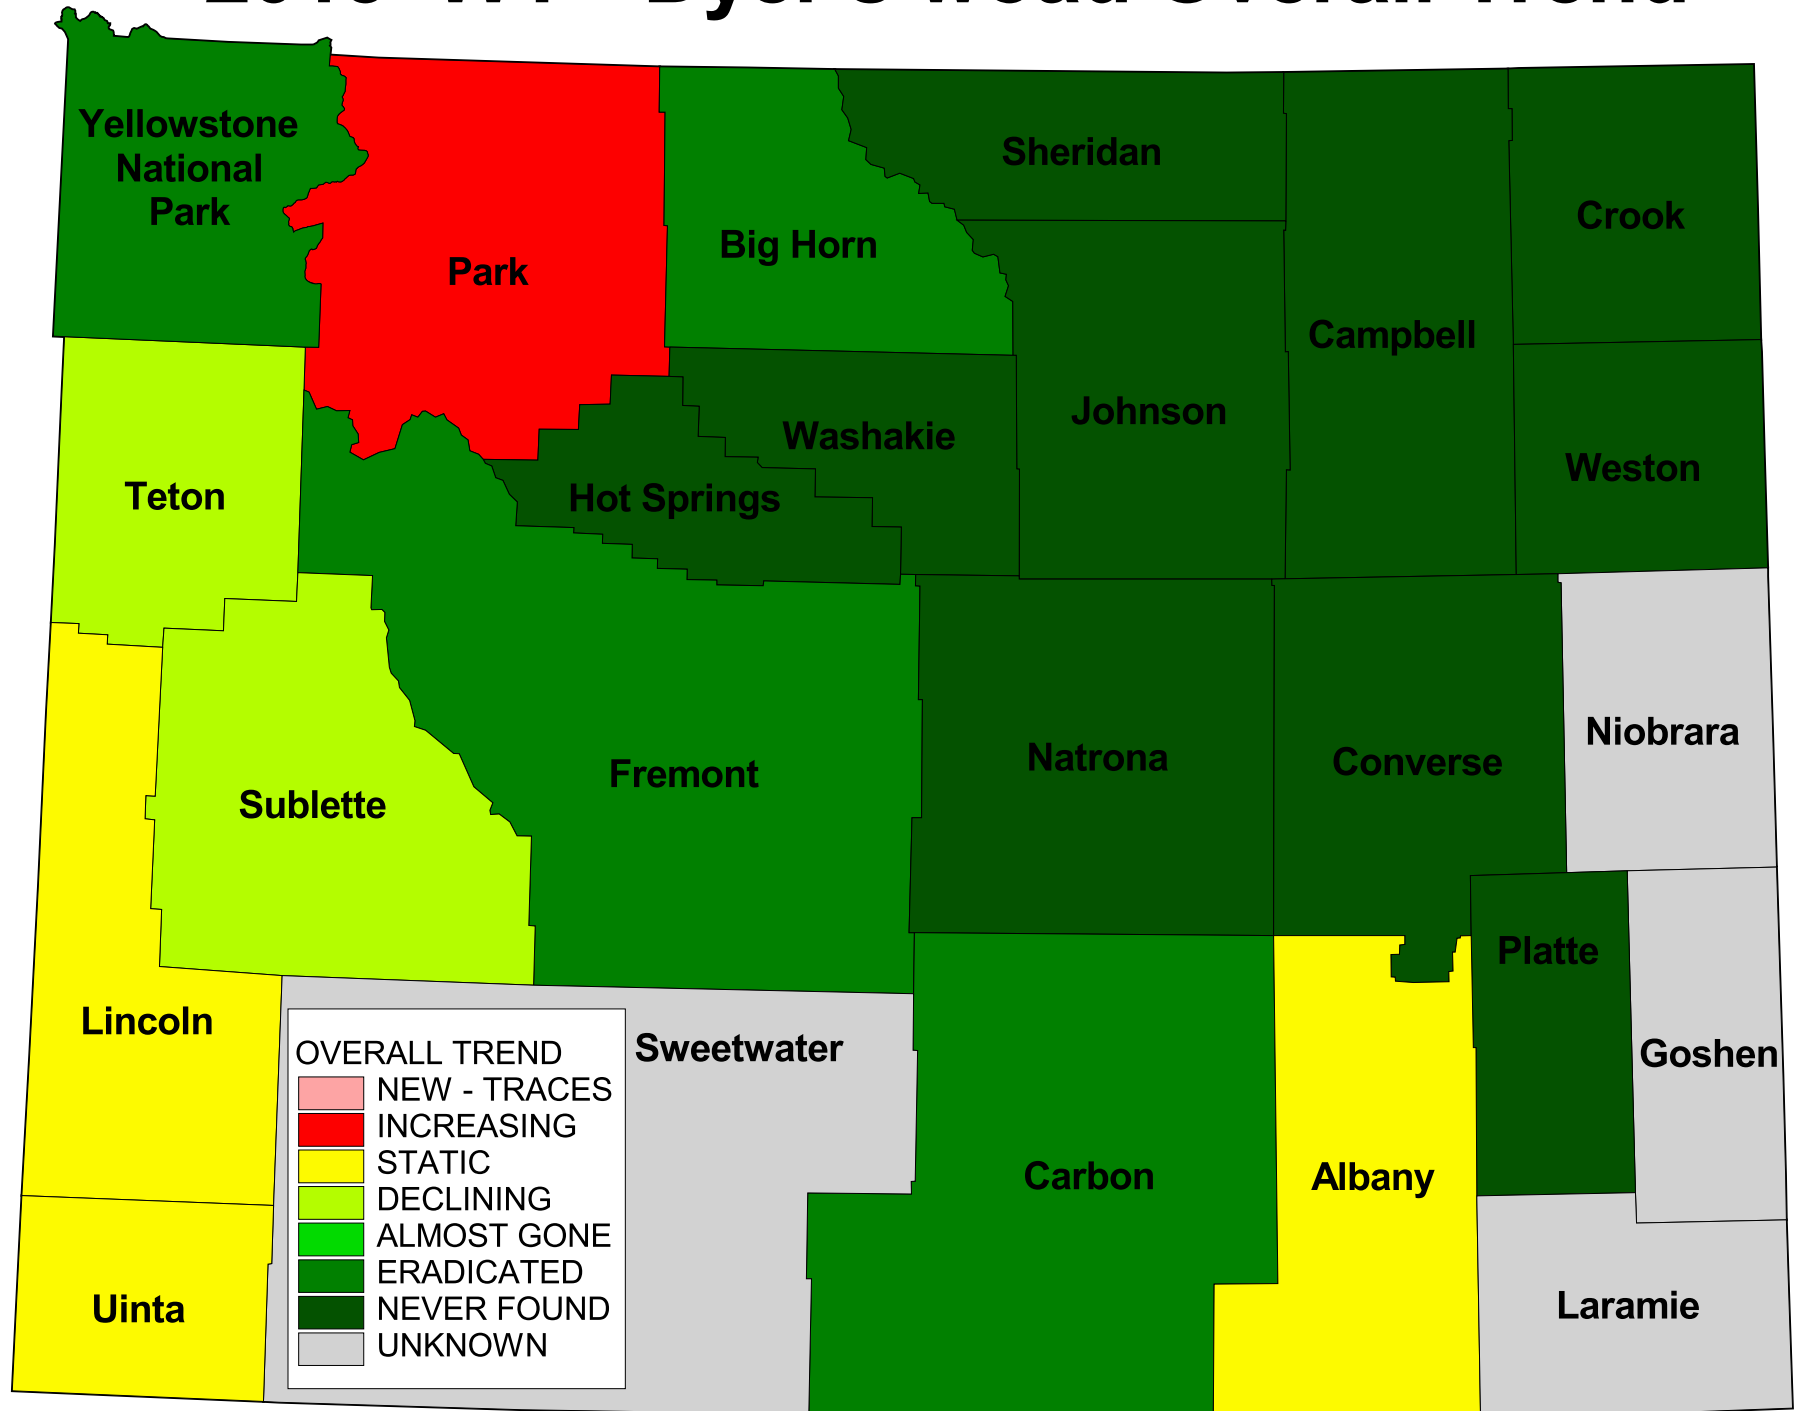 Yellowstone
National
Park
Park
Big Horn
Sheridan
Crook
Campbell
Johnson
Washakie
Weston
Teton
Hot Springs
Niobrara
Natrona
Converse
Fremont
Sublette
Platte
Lincoln
Sweetwater
Goshen
Carbon
Albany
Uinta
Laramie
OVERALL TREND
NEW - TRACES
INCREASING
STATIC
DECLINING
ALMOST GONE
ERADICATED
NEVER FOUND
UNKNOWN